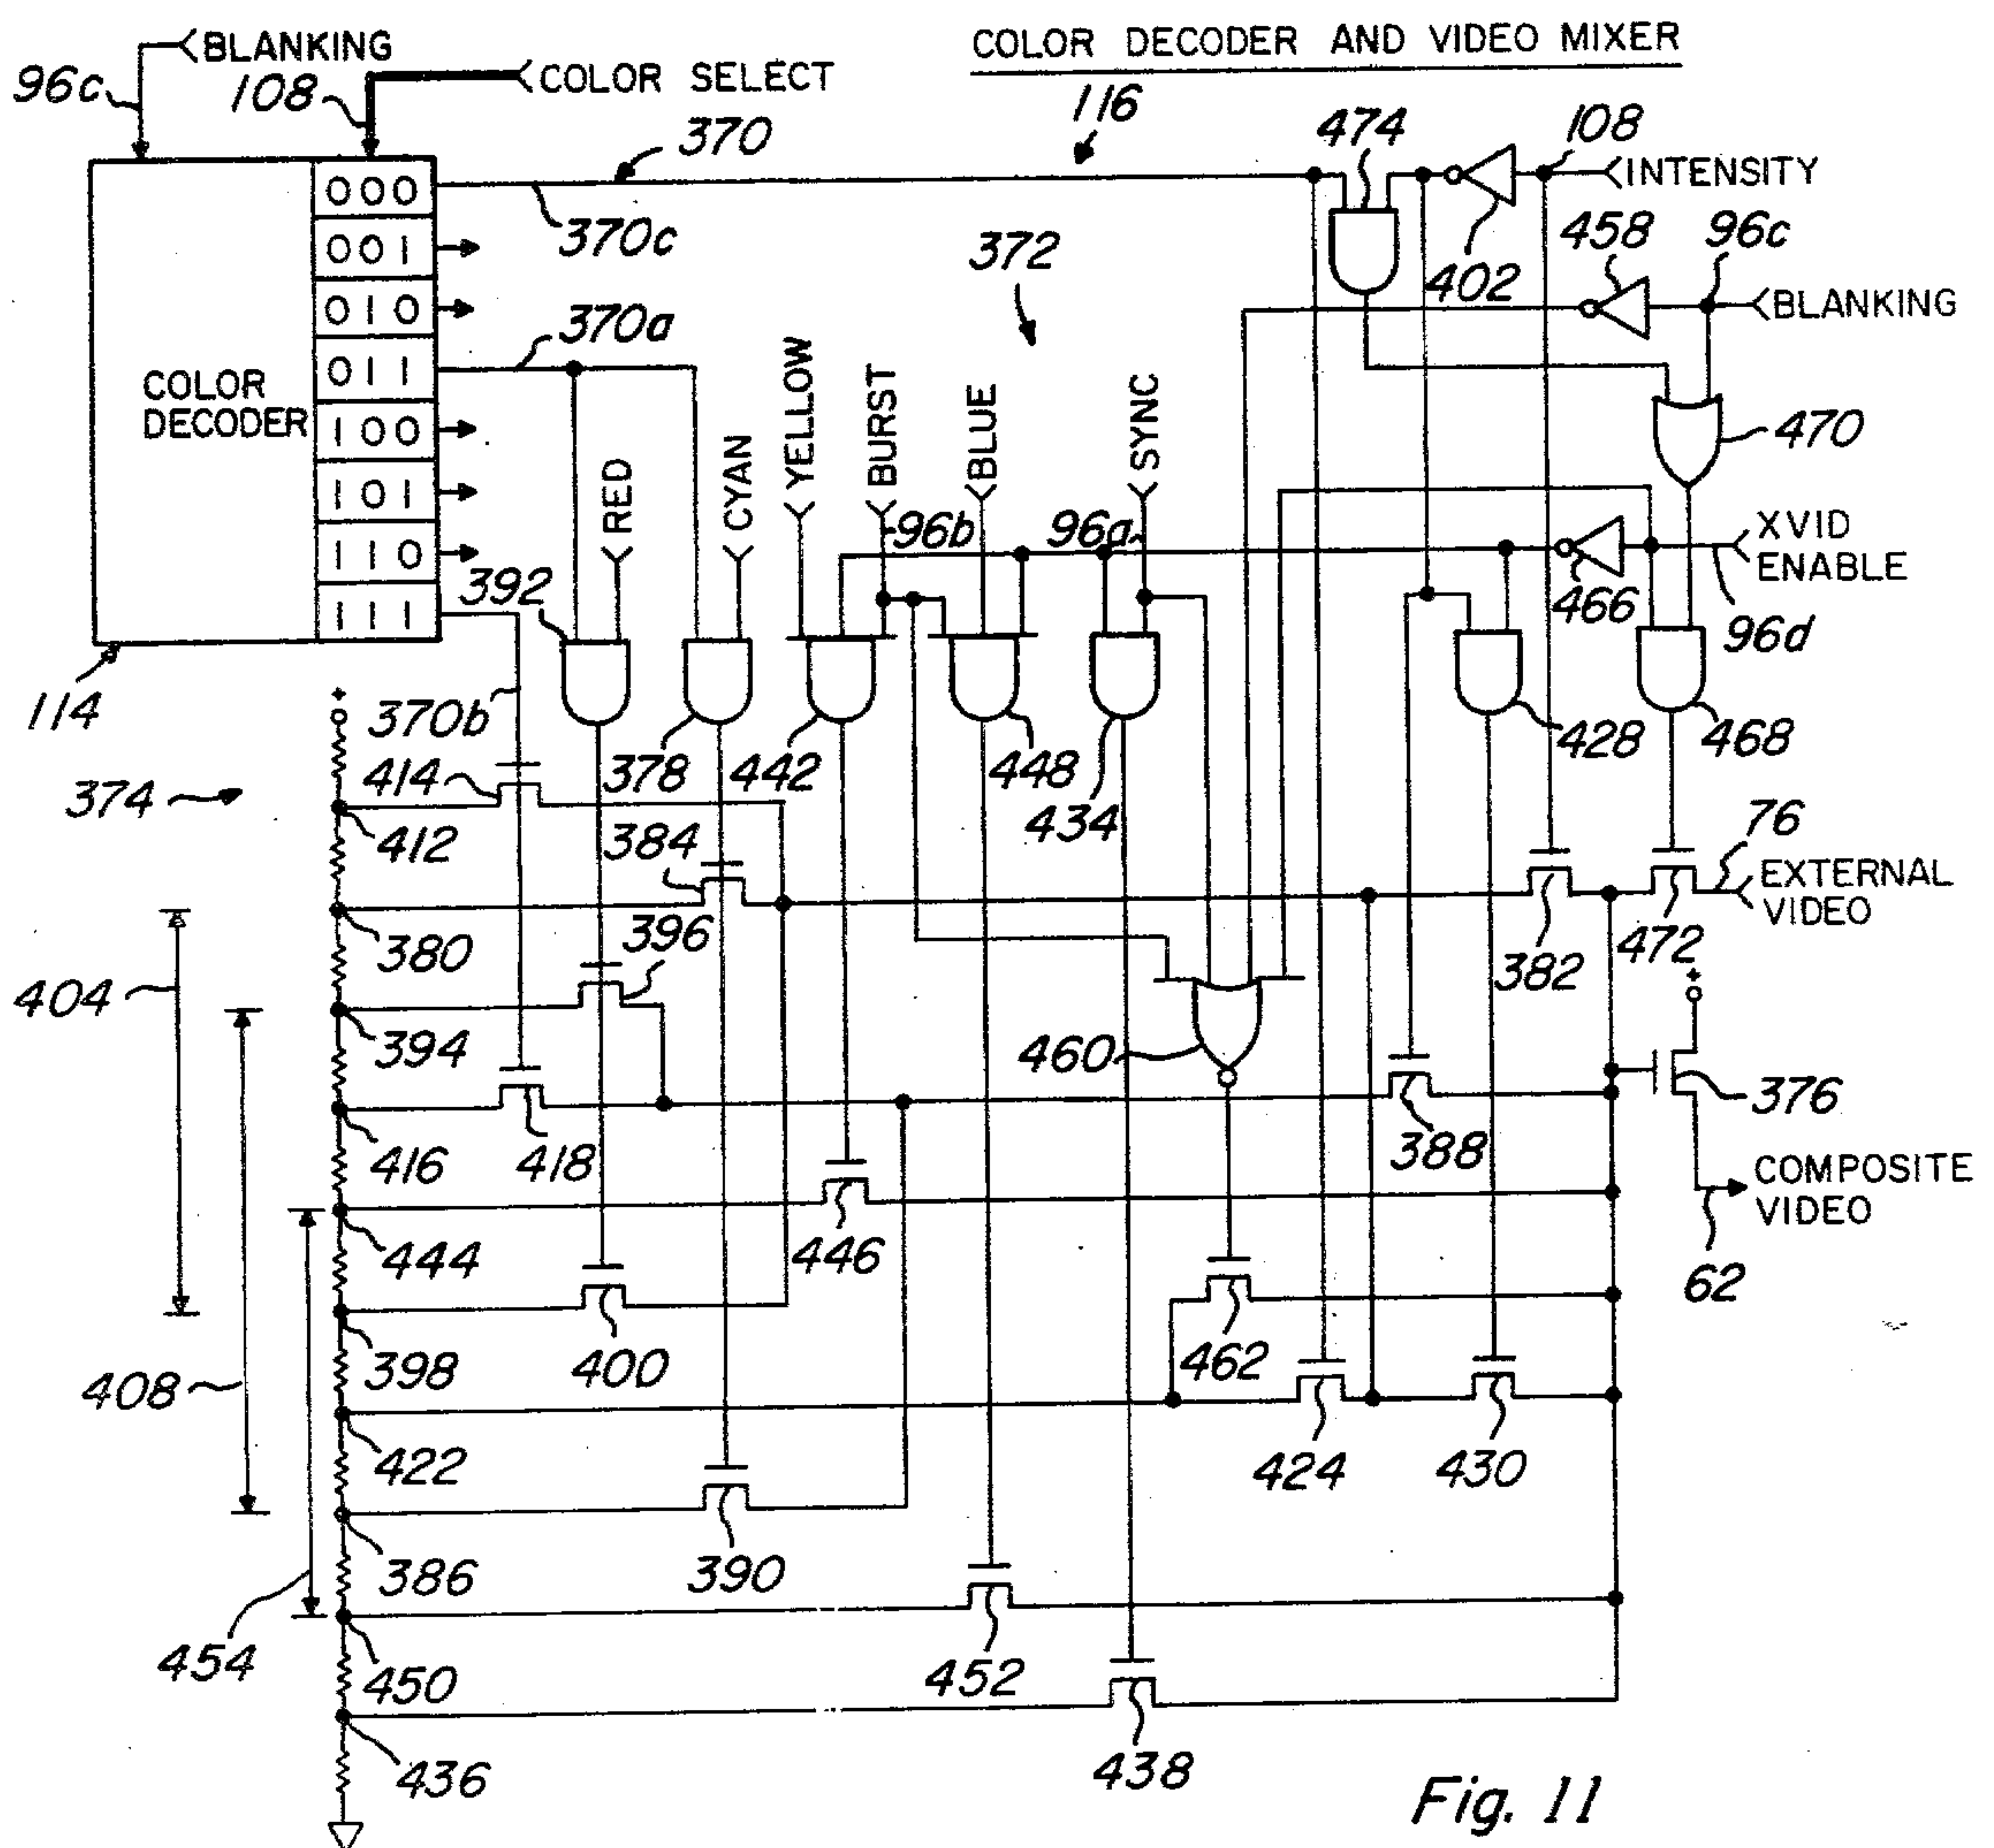 BLANKING
COLOR DECODER AND VIDEO MIXER
96c
108
COLOR SELECT
116
370
474
108
INTENSITY
000
370c
372
402
458
96c
BLANKING
001
010
370a
011
COLOR
DECODER
100
101
110
111
RED
CYAN
YELLOW
BURST
BLUE
SYNC
96b
96a
470
XVID
ENABLE
466
96d
392
114
370b
378
442
448
434
428
468
374
414
412
384
76
EXTERNAL
VIDEO
380
396
382
472
404
394
460
376
416
418
388
COMPOSITE
VIDEO
444
446
62
408
398
400
462
422
424
430
386
390
454
450
452
436
438
+
+
Fig. 11